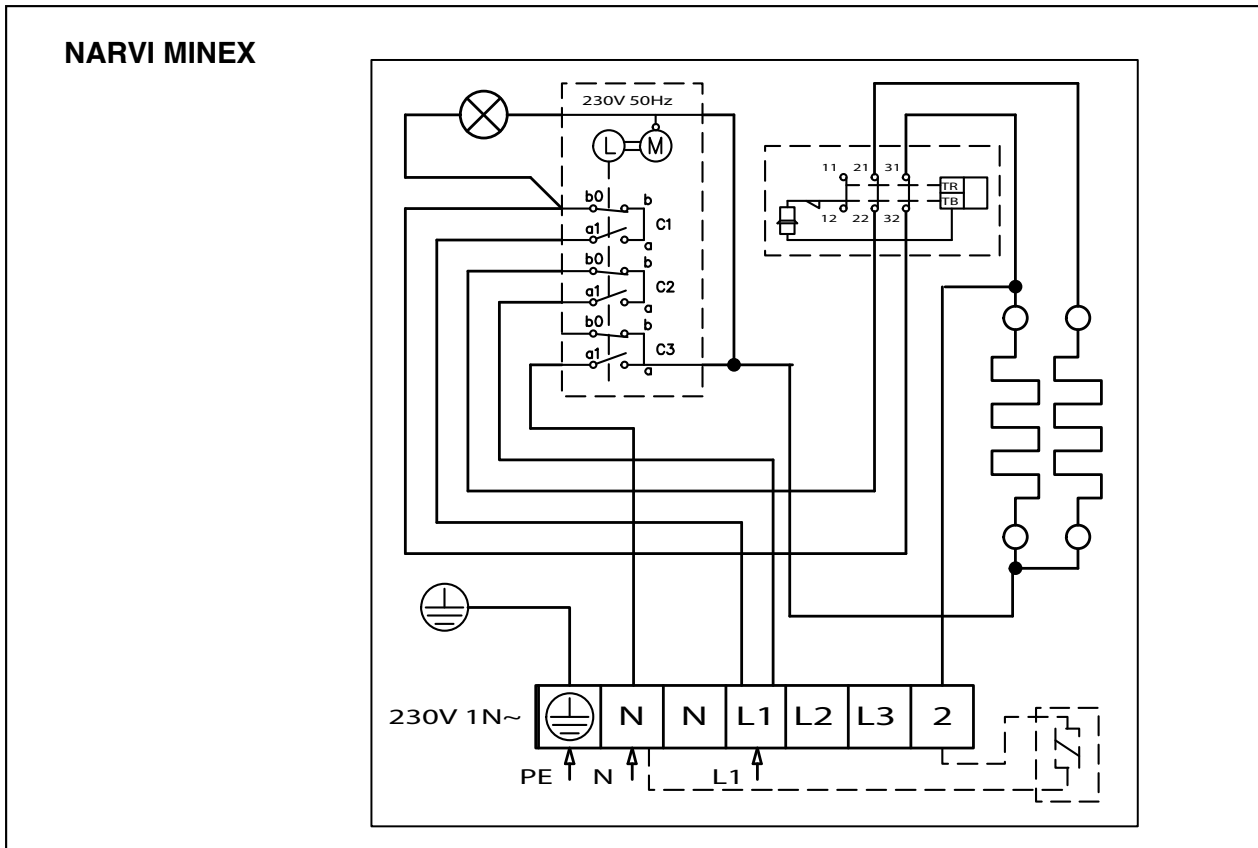 NARVI MINEX
230V 50Hz
L M
b0 b
a1 C1
a
b0 b
a1 C2
a
b0 b
a1 C3
a
11 21 31
TR
TB
12 22 32
230V 1N~ N N L1 L2 L3 2
PE N L1